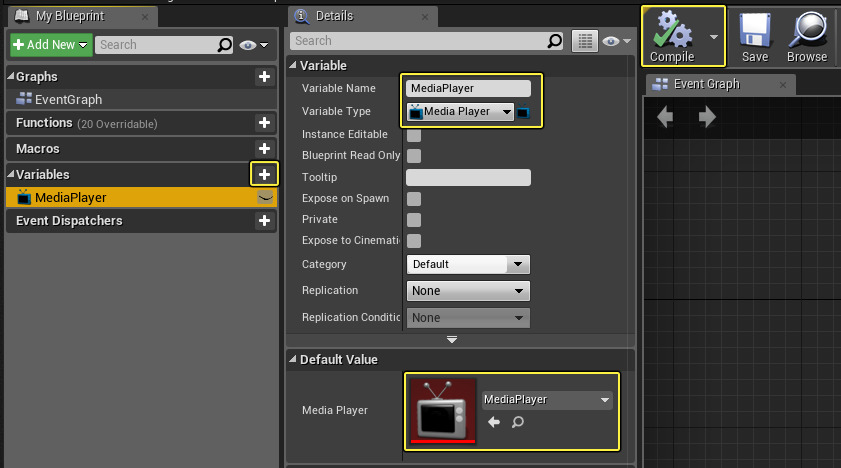 My Blueprint
Add New
Search
Graphs
EventGraph
Functions (20 Overridable)
Macros
Variables
MediaPlayer
Event Dispatchers
Details
Search
Variable
Variable Name MediaPlayer
Variable Type Media Player
Instance Editable
Blueprint Read Only
Tooltip
Expose on Spawn
Private
Expose to Cinemati
Category Default
Replication None
Replication Conditic None
Default Value
Media Player MediaPlayer
Compile
Save
Browse
Event Graph